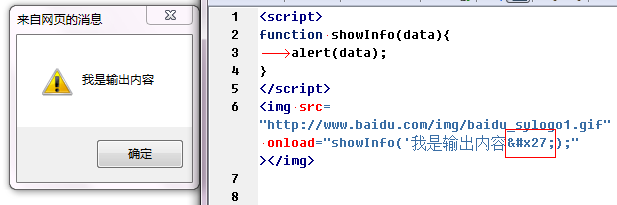 来自网页的消息
我是输出内容
确定
1 <script>
2 function showInfo(data){
3 alert(data);
4 }
5 </script>
6 <img src=
"http://www.baidu.com/img/baidu_sylogo1.gif"
onload="showInfo('我是输出内容&#x27;);"
></img>
7
8